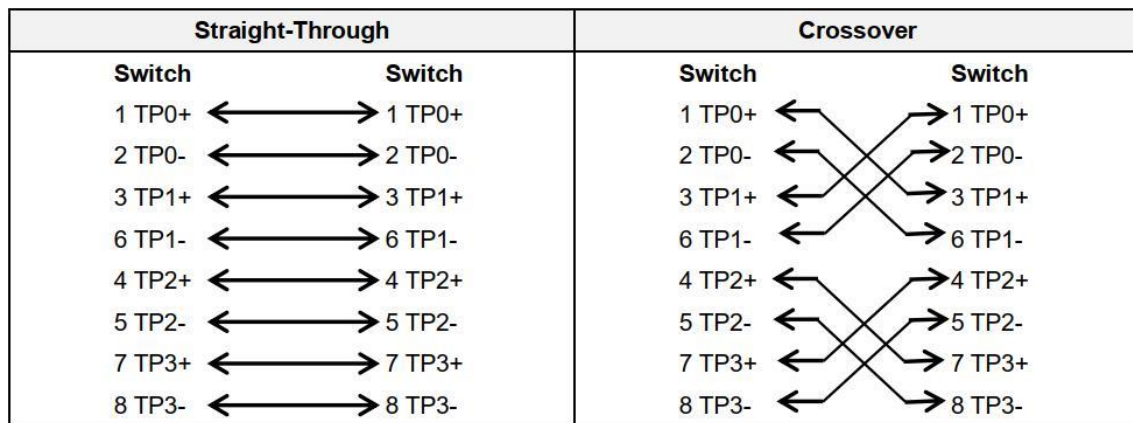 Straight-Through Crossover
Switch Switch Switch Switch
1 TP0+ 1 TP0+ 1 TP0+ 1 TP0+
2 TP0- 2 TP0- 2 TP0- 2 TP0-
3 TP1+ 3 TP1+ 3 TP1+ 3 TP1+
6 TP1- 6 TP1- 6 TP1- 6 TP1-
4 TP2+ 4 TP2+ 4 TP2+ 4 TP2+
5 TP2- 5 TP2- 5 TP2- 5 TP2-
7 TP3+ 7 TP3+ 7 TP3+ 7 TP3+
8 TP3- 8 TP3- 8 TP3- 8 TP3-